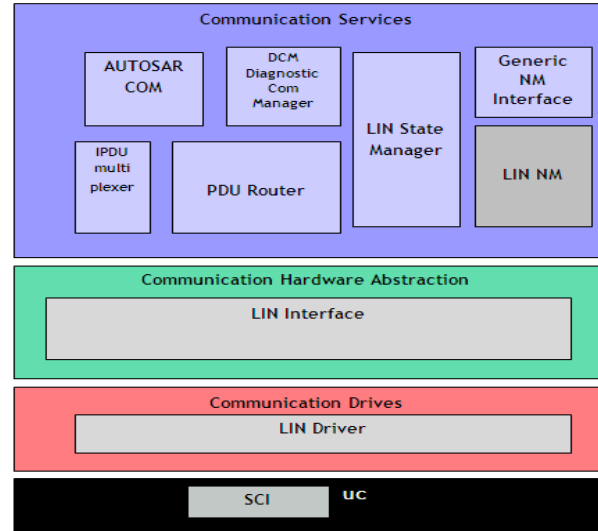 Communication Services
AUTOSAR
COM
DCM
Diagnostic
Com
Manager
LIN State
Manager
Generic
NM
Interface
IPDU
multi
plexer
PDU Router
LIN NM
Communication Hardware Abstraction
LIN Interface
Communication Drives
LIN Driver
SCI
uc